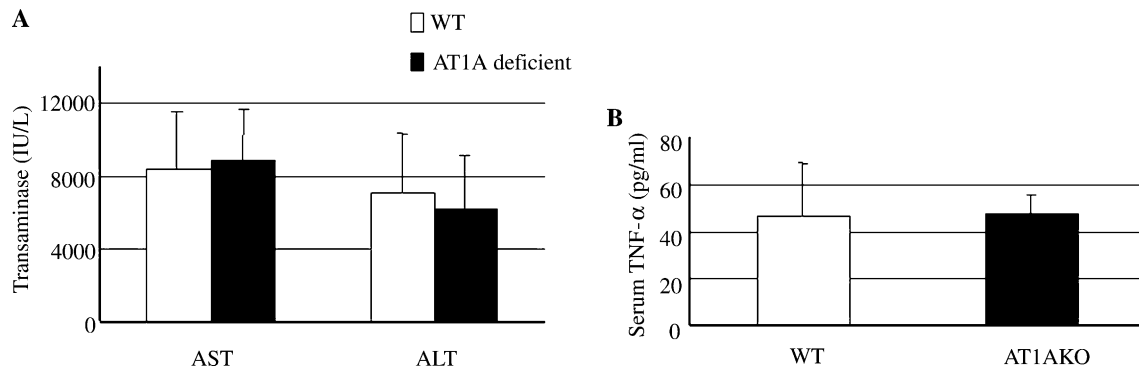 A
WT
AT1A deficient
Transaminase (IU/L)
12000
8000
4000
0
AST
ALT
B
Serum TNF-α (pg/ml)
80
60
40
20
0
WT
AT1AKO